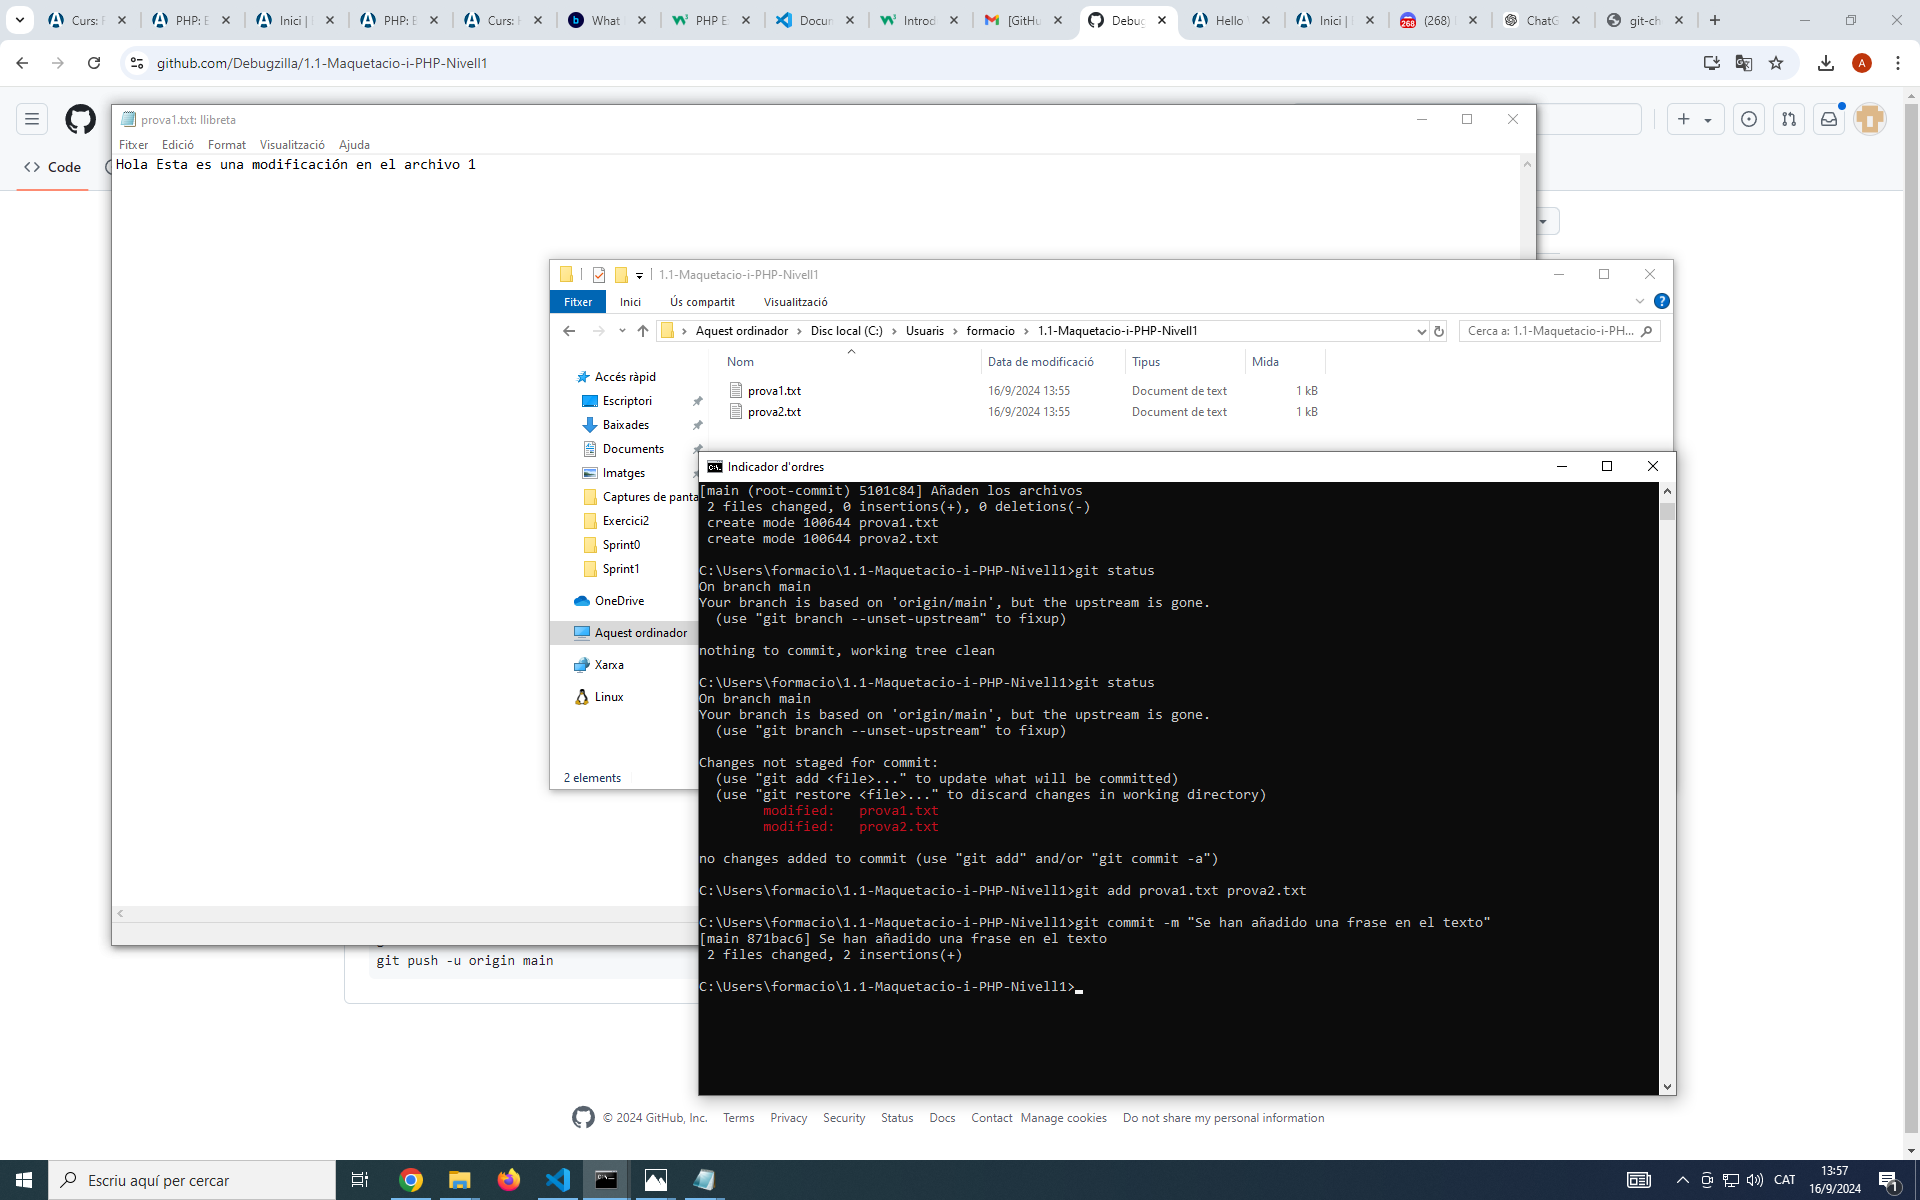 Curs: F
PHP: E
Inici | 
PHP: E
Curs: H
What 
PHP E
Docum
Introd
[GitHu
Debug
Hello 
Inici | 
268
(268) 
ChatG
git-ch
github.com/Debugzilla/1.1-Maquetacio-i-PHP-Nivell1
A
Code
prova1.txt: llibreta
Fitxer Edició Format Visualització Ajuda
Hola Esta es una modificación en el archivo 1
1.1-Maquetacio-i-PHP-Nivell1
Fitxer Inici Ús compartit Visualització
Aquest ordinador > Disc local (C:) > Usuaris > formacio > 1.1-Maquetacio-i-PHP-Nivell1
Cerca a: 1.1-Maquetacio-i-PH...
Nom Data de modificació Tipus Mida
prova1.txt 16/9/2024 13:55 Document de text 1 kB
prova2.txt 16/9/2024 13:55 Document de text 1 kB
Accés ràpid
Escriptori
Baixades
Documents
Imatges
Captures de panta
Exercici2
Sprint0
Sprint1
OneDrive
Aquest ordinador
Xarxa
Linux
2 elements
Indicador d'ordres
[main (root-commit) 5101c84] Añaden los archivos
2 files changed, 0 insertions(+), 0 deletions(-)
create mode 100644 prova1.txt
create mode 100644 prova2.txt
C:\Users\formacio\1.1-Maquetacio-i-PHP-Nivell1>git status
On branch main
Your branch is based on 'origin/main', but the upstream is gone.
(use "git branch --unset-upstream" to fixup)
nothing to commit, working tree clean
C:\Users\formacio\1.1-Maquetacio-i-PHP-Nivell1>git status
On branch main
Your branch is based on 'origin/main', but the upstream is gone.
(use "git branch --unset-upstream" to fixup)
Changes not staged for commit:
(use "git add <file>..." to update what will be committed)
(use "git restore <file>..." to discard changes in working directory)
modified: prova1.txt
modified: prova2.txt
no changes added to commit (use "git add" and/or "git commit -a")
C:\Users\formacio\1.1-Maquetacio-i-PHP-Nivell1>git add prova1.txt prova2.txt
C:\Users\formacio\1.1-Maquetacio-i-PHP-Nivell1>git commit -m "Se han añadido una frase en el texto"
[main 871bac6] Se han añadido una frase en el texto
2 files changed, 2 insertions(+)
C:\Users\formacio\1.1-Maquetacio-i-PHP-Nivell1>
git push -u origin main
© 2024 GitHub, Inc. Terms Privacy Security Status Docs Contact Manage cookies Do not share my personal information
Escriu aquí per cercar
CAT
13:57
16/9/2024
1